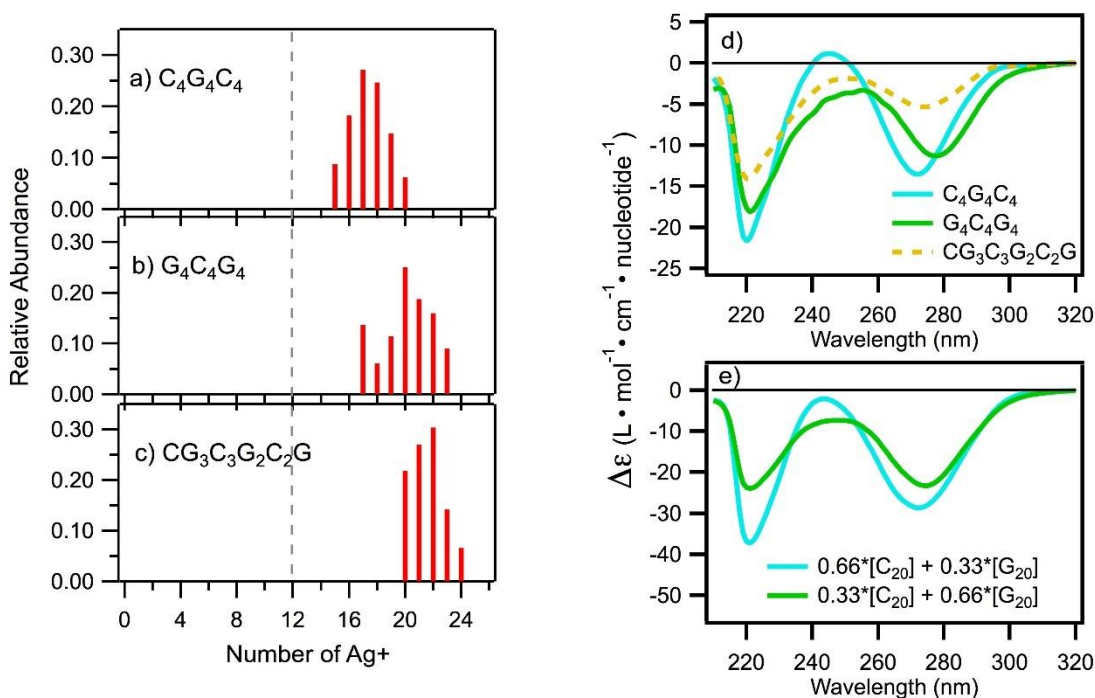 Relative Abundance
0.30
0.20
0.10
0.00
a) C₄G₄C₄
0.30
0.20
0.10
0.00
b) G₄C₄G₄
0.30
0.20
0.10
0.00
c) CG₃C₃G₂C₂G
0 4 8 12 16 20 24
Number of Ag+
Δε (L • mol⁻¹ • cm⁻¹ • nucleotide⁻¹)
d)
5
0
-5
-10
-15
-20
-25
C₄G₄C₄
G₄C₄G₄
CG₃C₃G₂C₂G
220 240 260 280 300 320
Wavelength (nm)
e)
0
-10
-20
-30
-40
-50
0.66*[C₂₀] + 0.33*[G₂₀]
0.33*[C₂₀] + 0.66*[G₂₀]
220 240 260 280 300 320
Wavelength (nm)